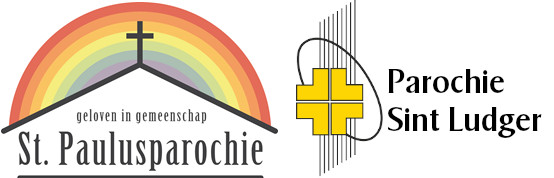 geloven in gemeenschap
St. Paulusparochie
Parochie
Sint Ludger